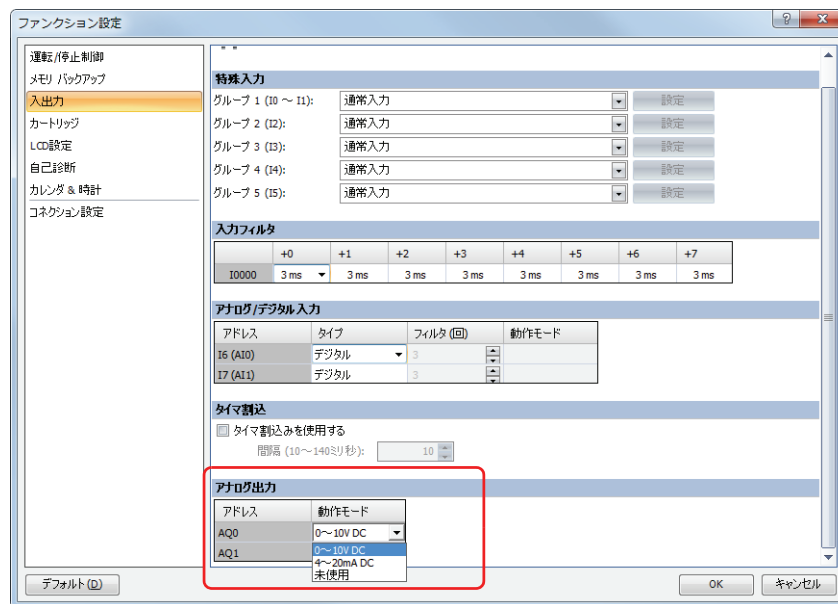 ファンクション設定
運転/停止制御
メモリ バックアップ
入出力
カートリッジ
LCD設定
自己診断
カレンダ & 時計
コネクション設定
特殊入力
グループ 1 (I0 ～ I1): 通常入力 設定
グループ 2 (I2): 通常入力 設定
グループ 3 (I3): 通常入力 設定
グループ 4 (I4): 通常入力 設定
グループ 5 (I5): 通常入力 設定
入力フィルタ
+0 +1 +2 +3 +4 +5 +6 +7
I0000 3 ms 3 ms 3 ms 3 ms 3 ms 3 ms 3 ms 3 ms
アナログ/デジタル入力
アドレス タイプ フィルタ (回) 動作モード
I6 (AI0) デジタル 3
I7 (AI1) デジタル 3
タイマ割込
タイマ割込みを使用する
間隔 (10～140ミリ秒): 10
アナログ出力
アドレス 動作モード
AQ0 0～10V DC
AQ1 0～10V DC
4～20mA DC
未使用
デフォルト(D) OK キャンセル